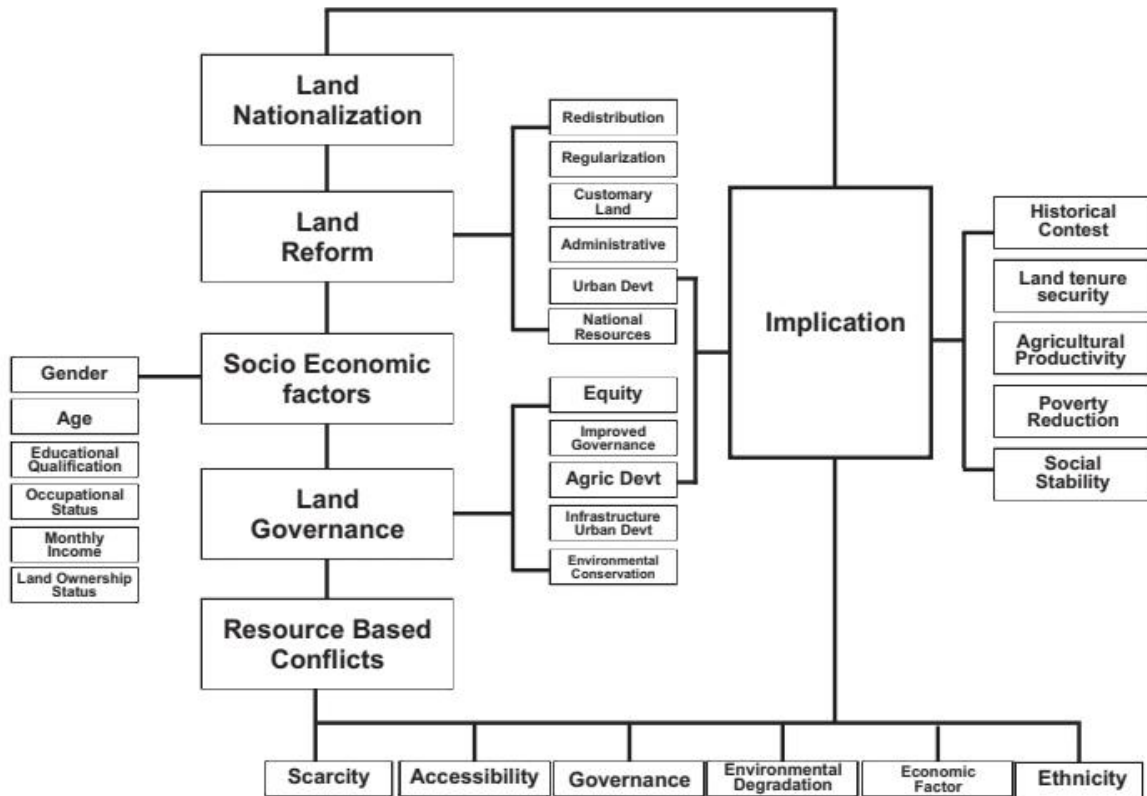 Land
Nationalization
Land
Reform
Socio Economic
factors
Land
Governance
Resource Based
Conflicts
Gender
Age
Educational
Qualification
Occupational
Status
Monthly
Income
Land Ownership
Status
Redistribution
Regularization
Customary
Land
Administrative
Urban Devt
National
Resources
Equity
Improved
Governance
Agric Devt
Infrastructure
Urban Devt
Environmental
Conservation
Implication
Historical
Contest
Land tenure
security
Agricultural
Productivity
Poverty
Reduction
Social
Stability
Scarcity
Accessibility
Governance
Environmental
Degradation
Economic
Factor
Ethnicity